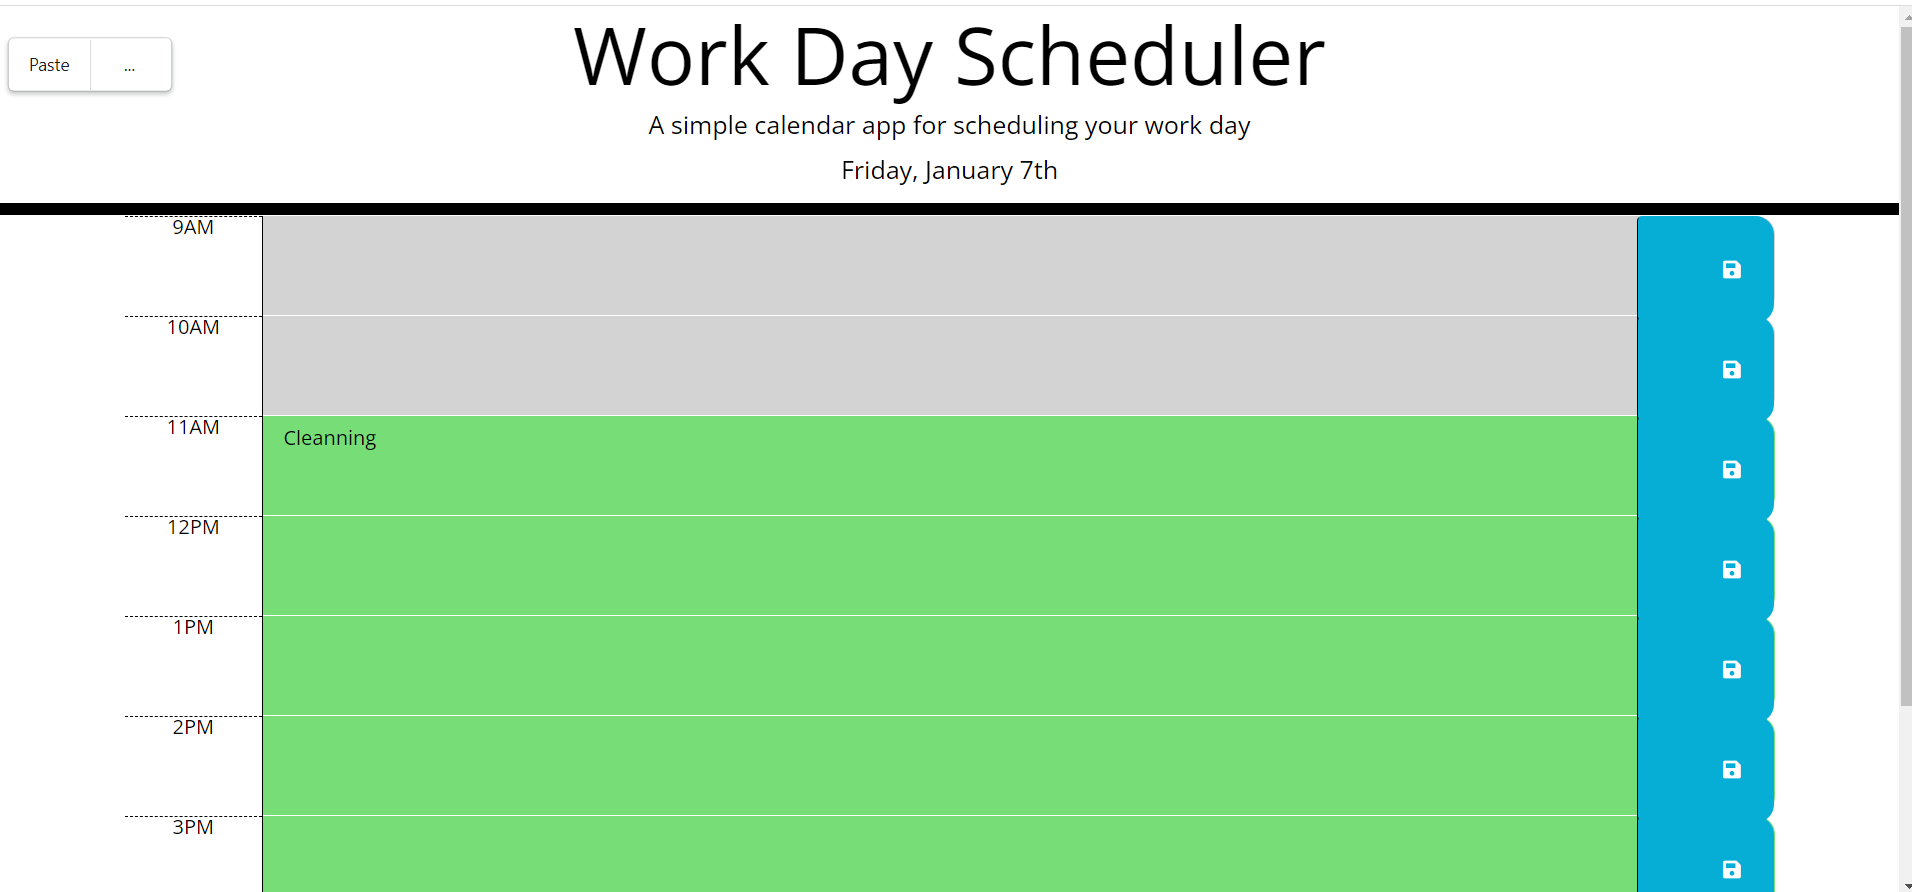 Work Day Scheduler
Paste
...
A simple calendar app for scheduling your work day
Friday, January 7th
9AM
10AM
11AM
Cleanning
12PM
1PM
2PM
3PM